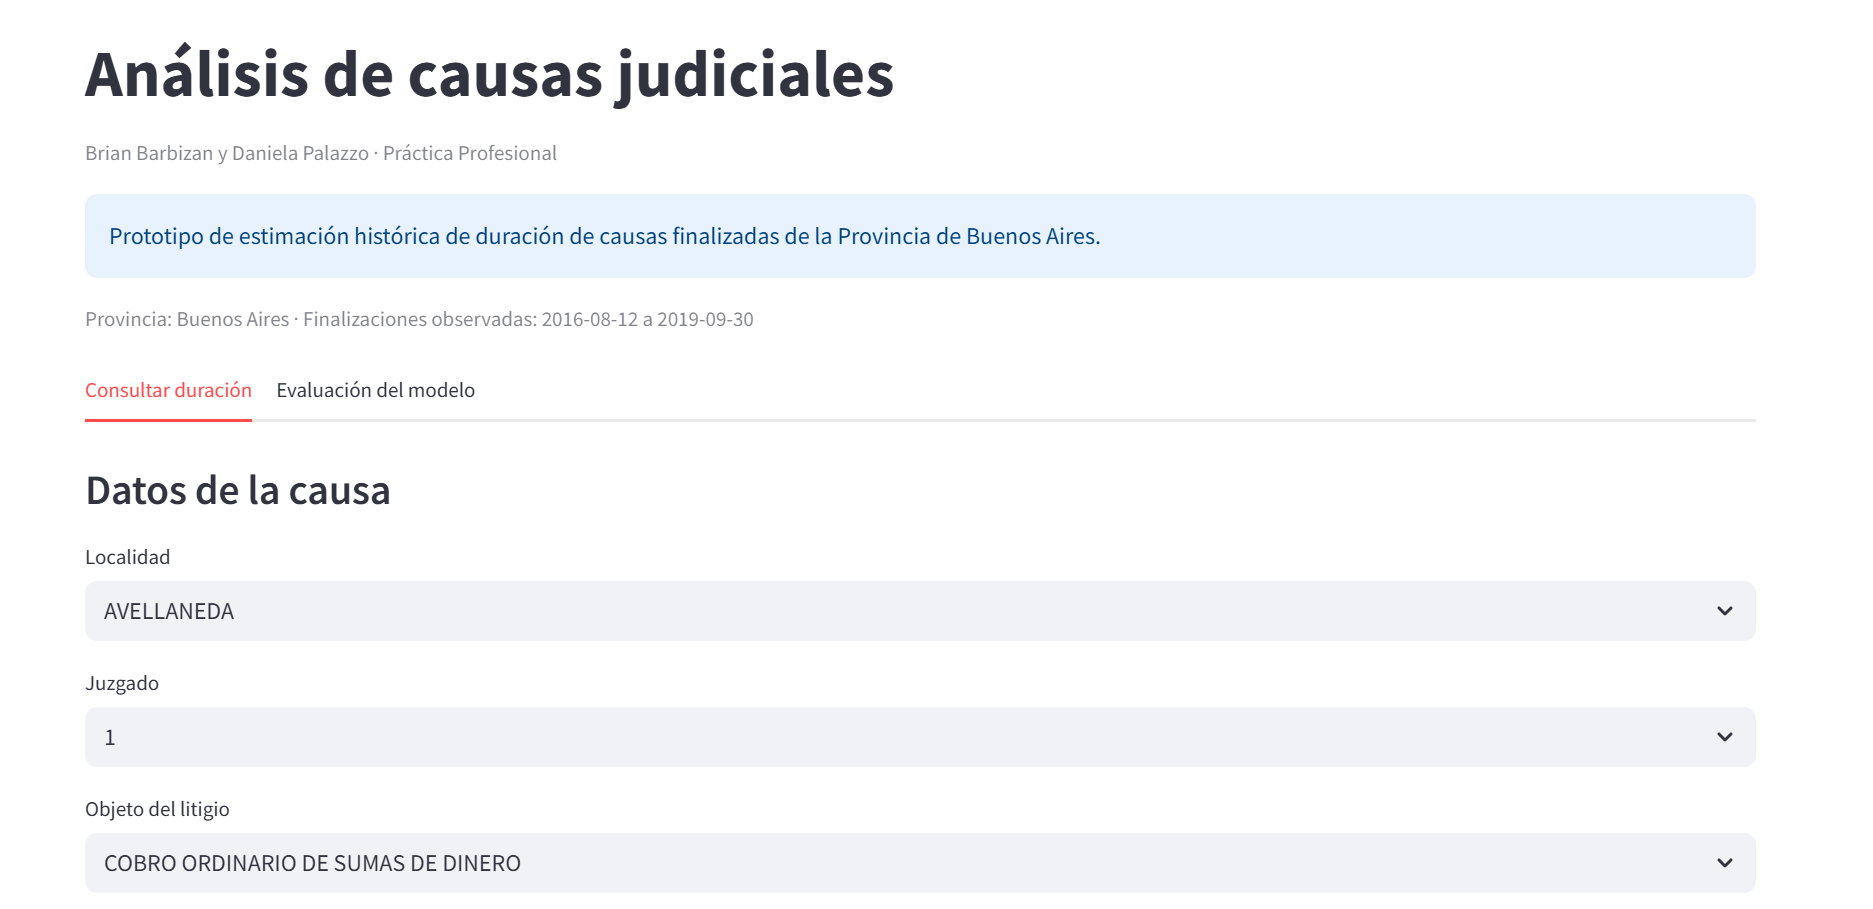 Análisis de causas judiciales
Brian Barbizan y Daniela Palazzo · Práctica Profesional
Prototipo de estimación histórica de duración de causas finalizadas de la Provincia de Buenos Aires.
Provincia: Buenos Aires · Finalizaciones observadas: 2016-08-12 a 2019-09-30
Consultar duración Evaluación del modelo
Datos de la causa
Localidad
AVELLANEDA
Juzgado
1
Objeto del litigio
COBRO ORDINARIO DE SUMAS DE DINERO